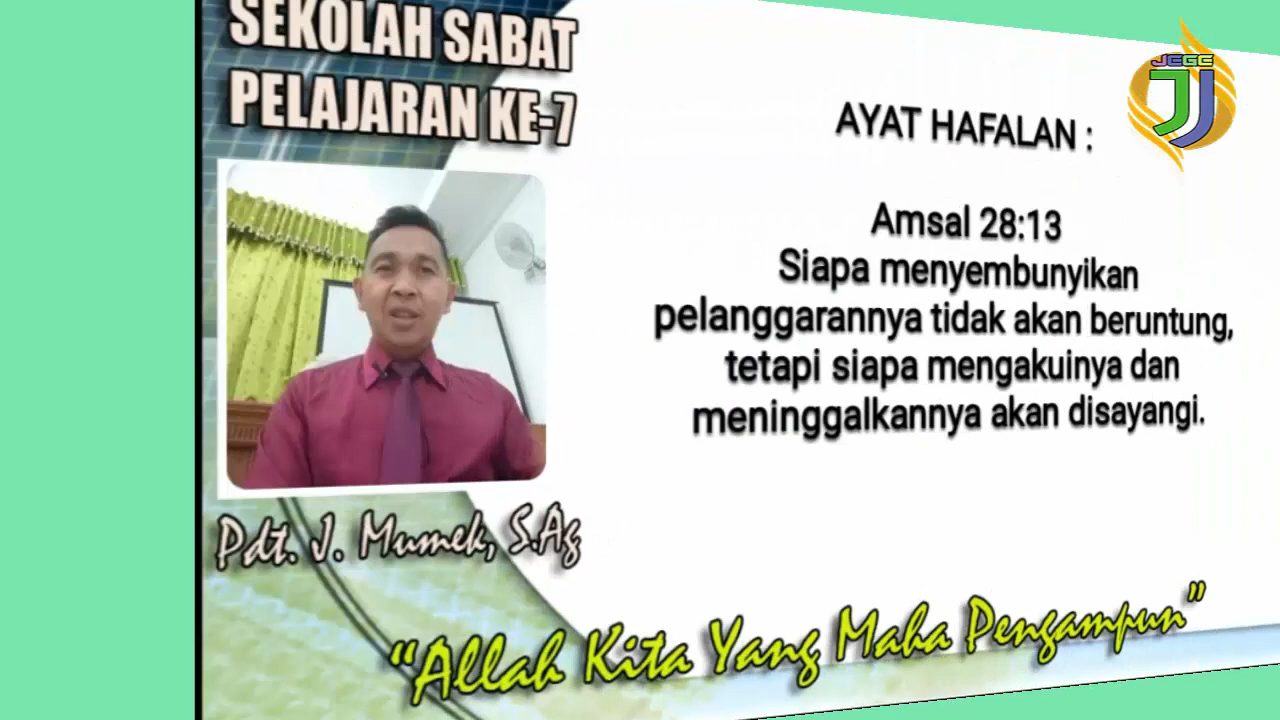 SEKOLAH SABAT
PELAJARAN KE-7
JEGE
AYAT HAFALAN :
Amsal 28:13
Siapa menyembunyikan
pelanggarannya tidak akan beruntung,
tetapi siapa mengakuinya dan
meninggalkannya akan disayangi.
Pdt. J. Mumek, S.Ag
"Allah Kita Yang Maha Pengampun"